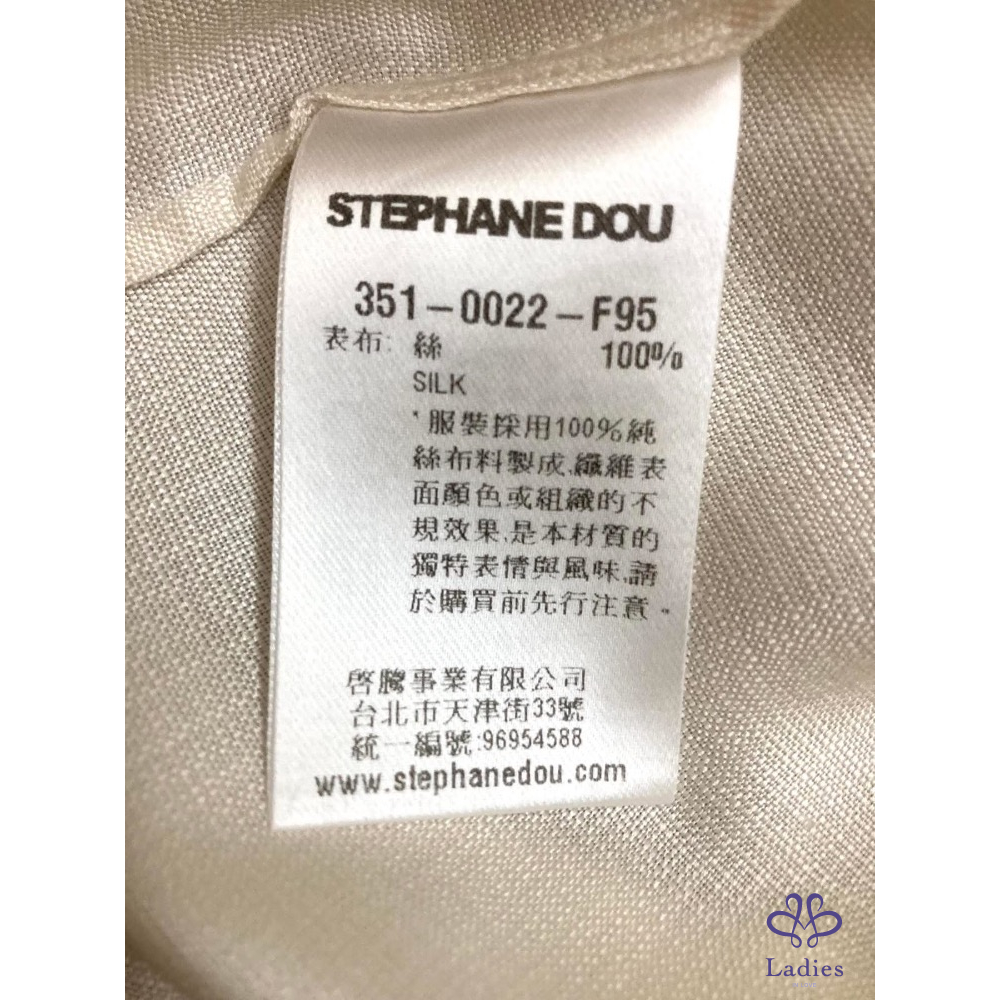 STEPHANE DOU
351-0022-F95
表布: 絲 100%
SILK
*服裝採用100%純
絲布料製成,纖維表
面顏色或組織的不
規效果,是本材質的
獨特表情與風味,請
於購買前先行注意。
啓騰事業有限公司
台北市天津街33號
統一編號:96954588
www.stephanedou.com
Ladies